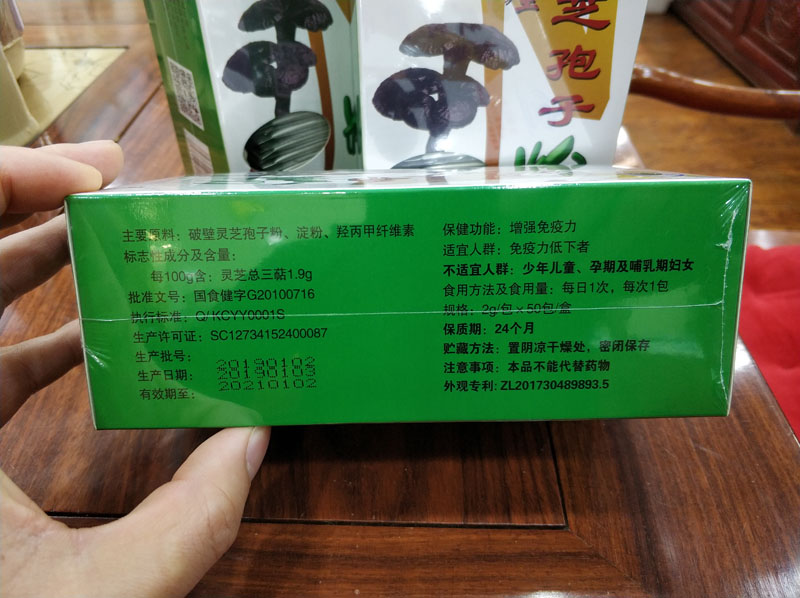 芝孢子粉
主要原料：破壁灵芝孢子粉、淀粉、羟丙甲纤维素
标志性成分及含量：
每100g含：灵芝总三萜1.9g
批准文号：国食健字G20100716
执行标准：Q/KCYY0001S
生产许可证：SC12734152400087
生产批号：20190102
生产日期：20190103
有效期至：20210102
保健功能：增强免疫力
适宜人群：免疫力低下者
不适宜人群：少年儿童、孕期及哺乳期妇女
食用方法及食用量：每日1次，每次1包
规格：2g/包×50包/盒
保质期：24个月
贮藏方法：置阴凉干燥处，密闭保存
注意事项：本品不能代替药物
外观专利：ZL201730489893.5